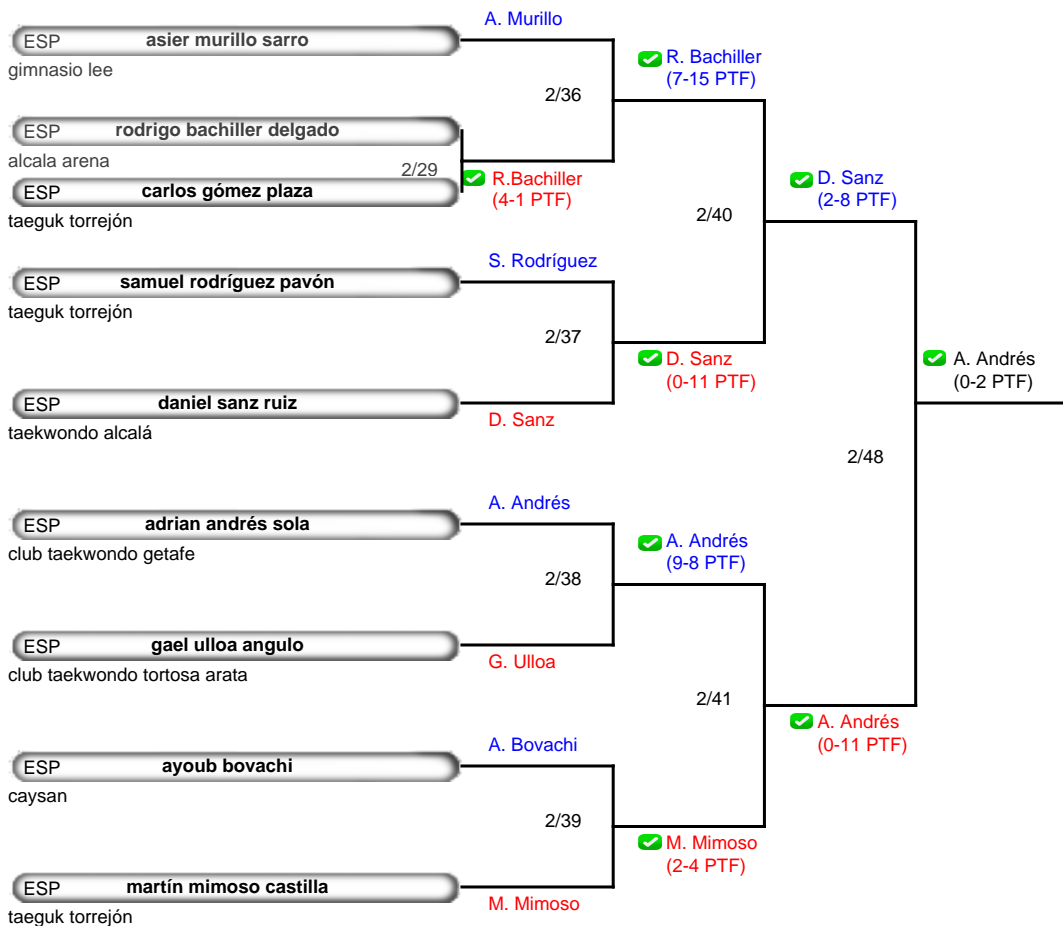 A. Murillo
ESP asier murillo sarro
gimnasio lee
R. Bachiller
(7-15 PTF)
2/36
ESP rodrigo bachiller delgado
alcala arena
2/29
R.Bachiller
(4-1 PTF)
ESP carlos gómez plaza
taeguk torrejón
D. Sanz
(2-8 PTF)
2/40
S. Rodríguez
ESP samuel rodríguez pavón
taeguk torrejón
2/37
D. Sanz
(0-11 PTF)
A. Andrés
(0-2 PTF)
ESP daniel sanz ruiz
taekwondo alcalá
D. Sanz
2/48
A. Andrés
ESP adrian andrés sola
club taekwondo getafe
A. Andrés
(9-8 PTF)
2/38
ESP gael ulloa angulo
club taekwondo tortosa arata
G. Ulloa
2/41
A. Andrés
(0-11 PTF)
A. Bovachi
ESP ayoub bovachi
caysan
2/39
M. Mimoso
(2-4 PTF)
ESP martín mimoso castilla
taeguk torrejón
M. Mimoso